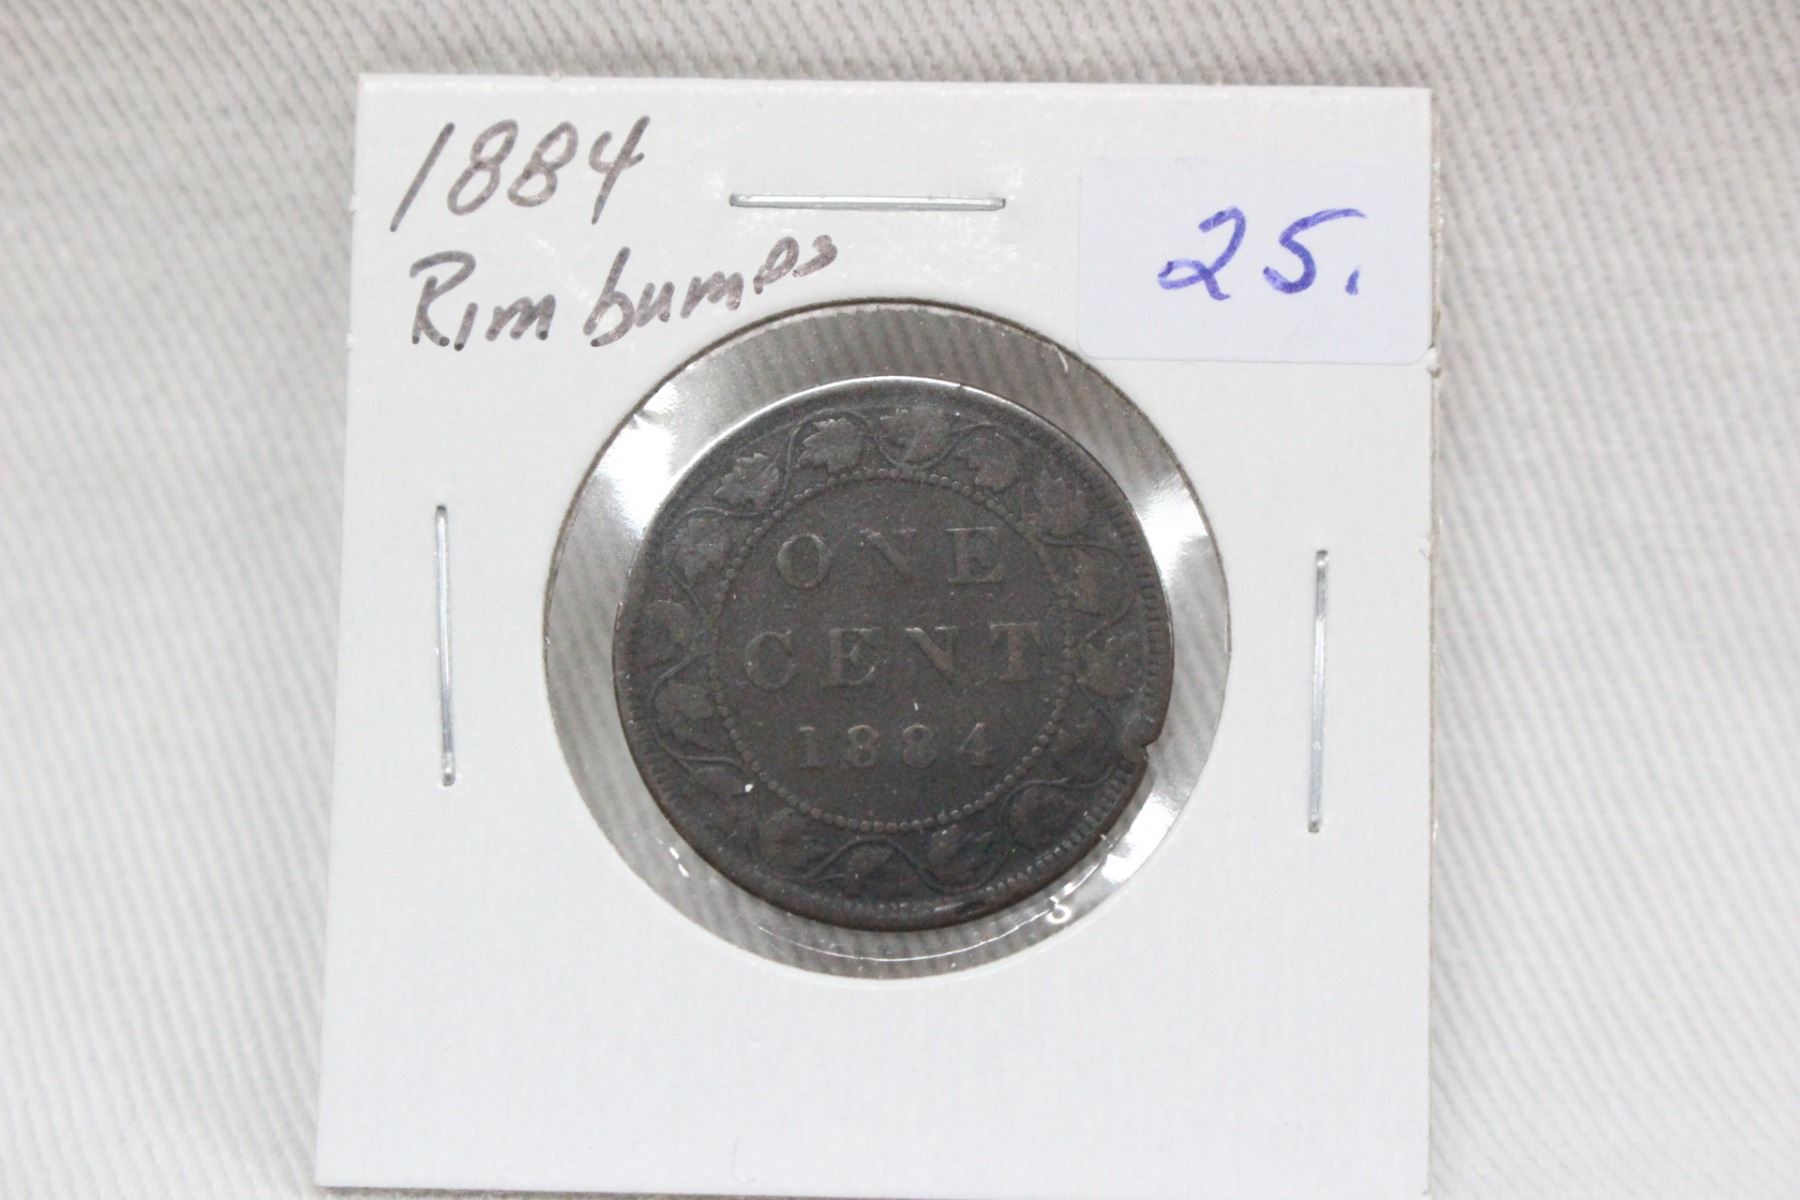 1884
Rim bumps
25.
ONE
CENT
1884